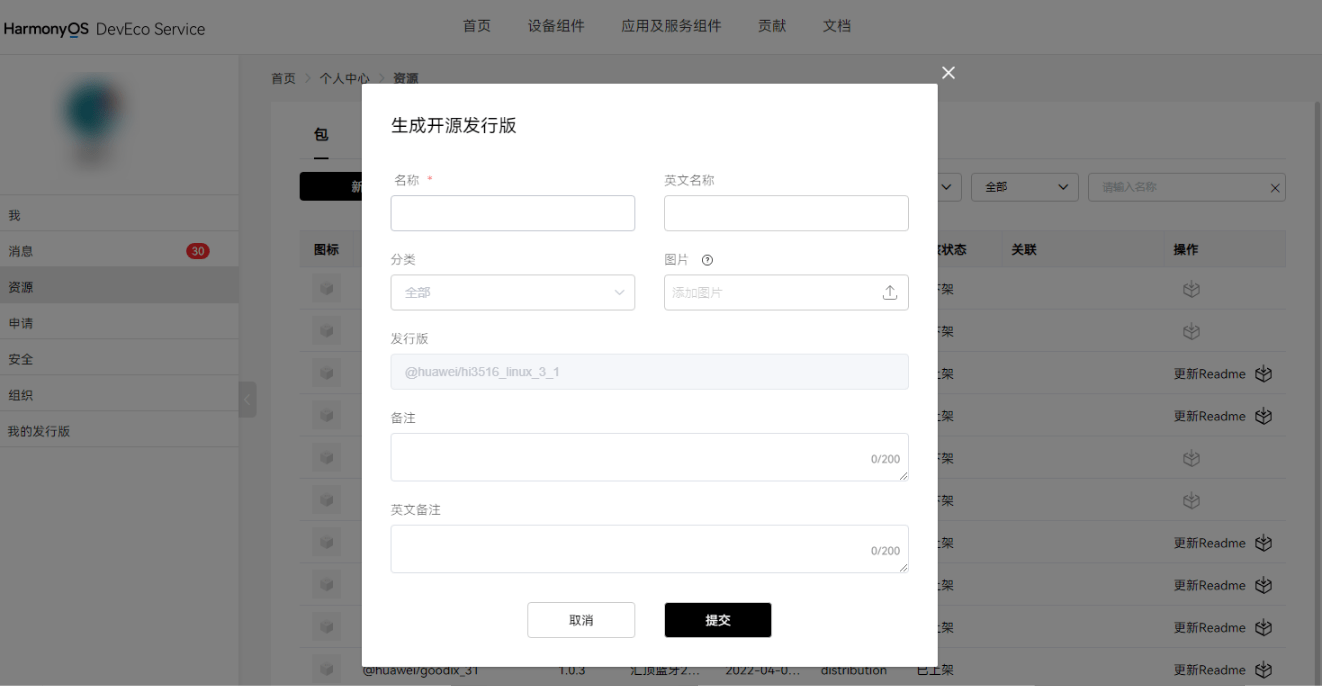 HarmonyOS DevEco Service
首页 设备组件 应用及服务组件 贡献 文档
首页 个人中心 资源
包
新
全部 请输入名称
我
消息 30
资源
申请
安全
组织
我的发行版
图标 状态 关联 操作
生成开源发行版
名称 * 英文名称
分类 图片
全部 添加图片
发行版
@huawei/hi3516_linux_3_1
备注
0/200
英文备注
0/200
取消 提交
架
架
架 更新Readme
架 更新Readme
架
架
架 更新Readme
架 更新Readme
架 更新Readme
@huawei/goodix_31 1.0.3 汇顶蓝牙2... 2022-04-0... distribution 已上架 更新Readme